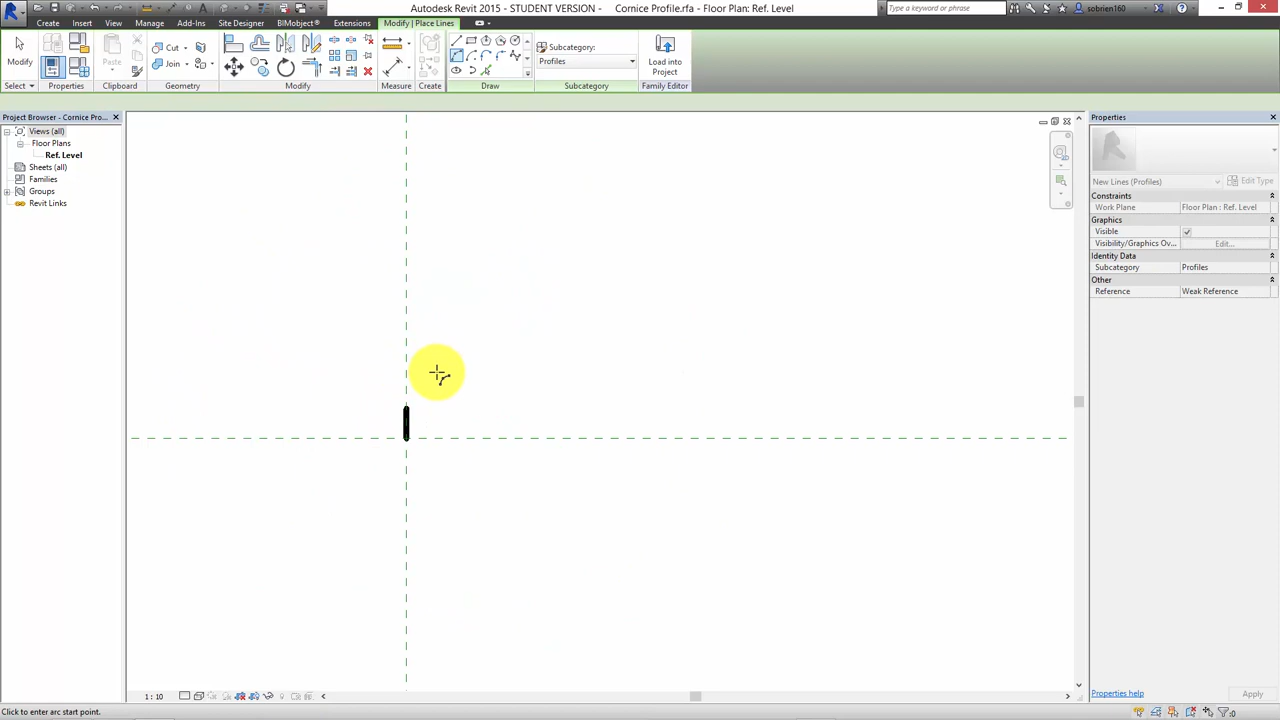 Autodesk Revit 2015 - STUDENT VERSION - Cornice Profile.rfa - Floor Plan: Ref. Level
Type a keyword or phrase
sobrien160
Create Insert View Manage Add-Ins Site Designer BIMobject® Extensions Modify | Place Lines
Modify
Paste
Cut
Join
Subcategory:
Profiles
Load into
Project
Select Properties Clipboard Geometry Modify Measure Create Draw Subcategory Family Editor
Project Browser - Cornice Pro...
Views (all)
Floor Plans
Ref. Level
Sheets (all)
Families
Groups
Revit Links
Properties
New Lines (Profiles)
Edit Type
Constraints
Work Plane Floor Plan : Ref. Level
Graphics
Visible
Visibility/Graphics Ov... Edit...
Identity Data
Subcategory Profiles
Other
Reference Weak Reference
Properties help
Apply
1 : 10
Click to enter arc start point.
:0